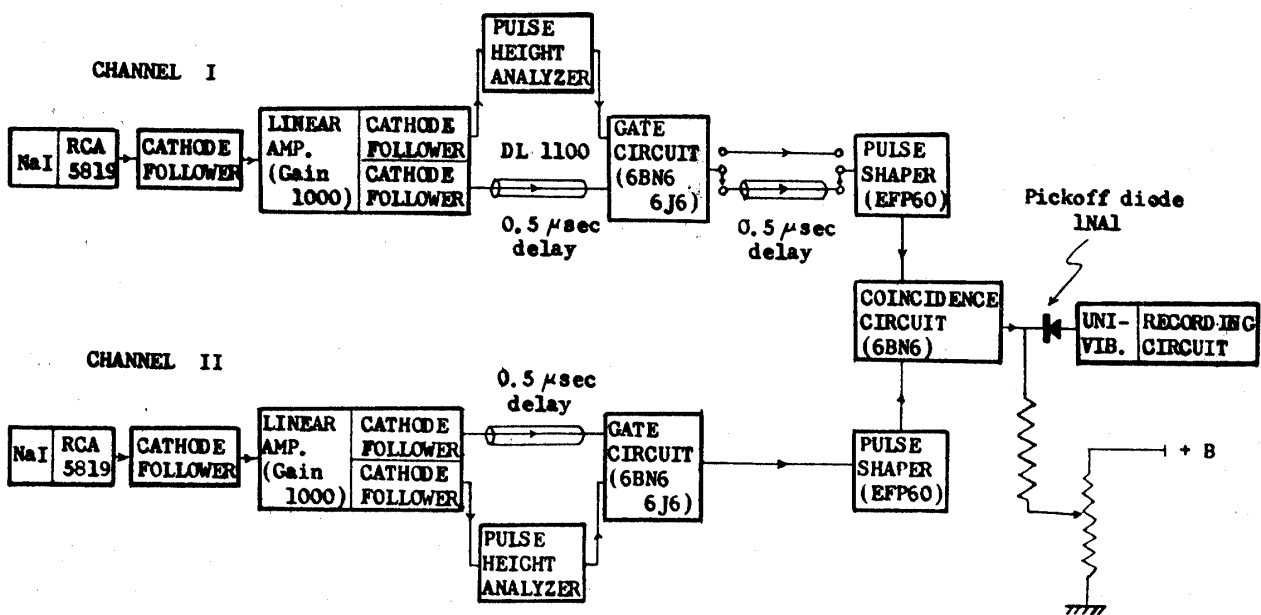 CHANNEL I
PULSE
HEIGHT
ANALYZER
NaI
RCA
5819
CATHODE
FOLLOWER
LINEAR
AMP.
(Gain
1000)
CATHODE
FOLLOWER
CATHODE
FOLLOWER
DL 1100
0.5 μsec
delay
GATE
CIRCUIT
(6BN6
6J6)
0.5 μsec
delay
PULSE
SHAPER
(EFP60)
Pickoff diode
1NA1
COINCIDENCE
CIRCUIT
(6BN6)
UNI-
VIB.
RECORDING
CIRCUIT
CHANNEL II
NaI
RCA
5819
CATHODE
FOLLOWER
LINEAR
AMP.
(Gain
1000)
CATHODE
FOLLOWER
CATHODE
FOLLOWER
0.5 μsec
delay
PULSE
HEIGHT
ANALYZER
GATE
CIRCUIT
(6BN6
6J6)
PULSE
SHAPER
(EFP60)
+ B